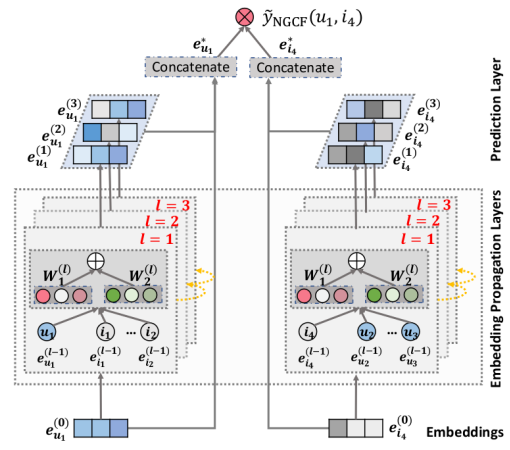 ỹNGCF(u1, i4)
e*u1 e*i4
Concatenate Concatenate
Prediction Layer
e(3)u1 e(3)i4
e(2)u1 e(2)i4
e(1)u1 e(1)i4
l = 3 l = 3
l = 2 l = 2
l = 1 l = 1
Embedding Propagation Layers
W(l)1 W(l)2 W(l)1 W(l)2
u1 i1 ... i2 i4 u2 ... u3
e(l-1)u1 e(l-1)i1 e(l-1)i2 e(l-1)i4 e(l-1)u2 e(l-1)u3
e(0)u1 e(0)i4 Embeddings